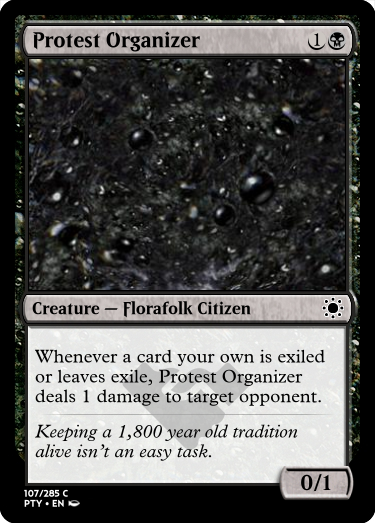 Protest Organizer 1
Creature — Florafolk Citizen
Whenever a card your own is exiled
or leaves exile, Protest Organizer
deals 1 damage to target opponent.
Keeping a 1,800 year old tradition
alive isn't an easy task.
0/1
107/285 C
PTY • EN